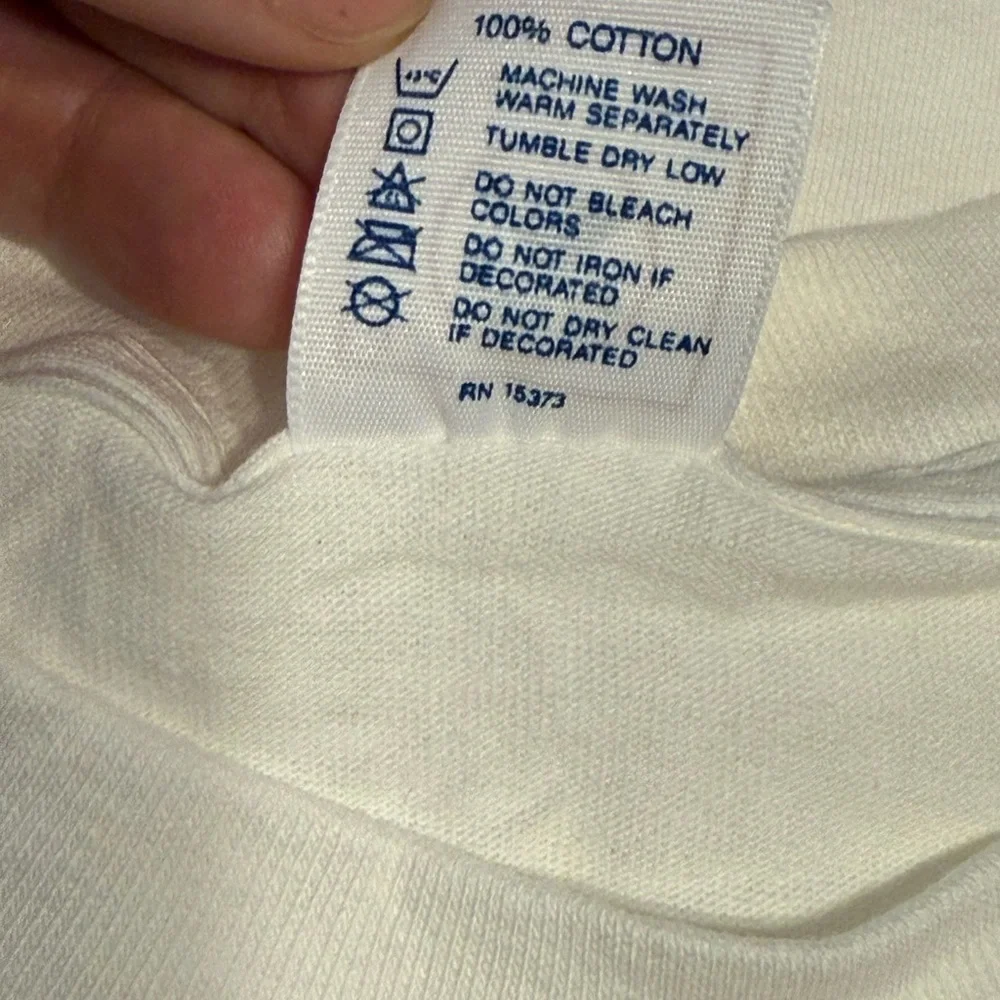 100% COTTON
MACHINE WASH
WARM SEPARATELY
TUMBLE DRY LOW
DO NOT BLEACH
COLORS
DO NOT IRON IF
DECORATED
DO NOT DRY CLEAN
IF DECORATED
RN 15373